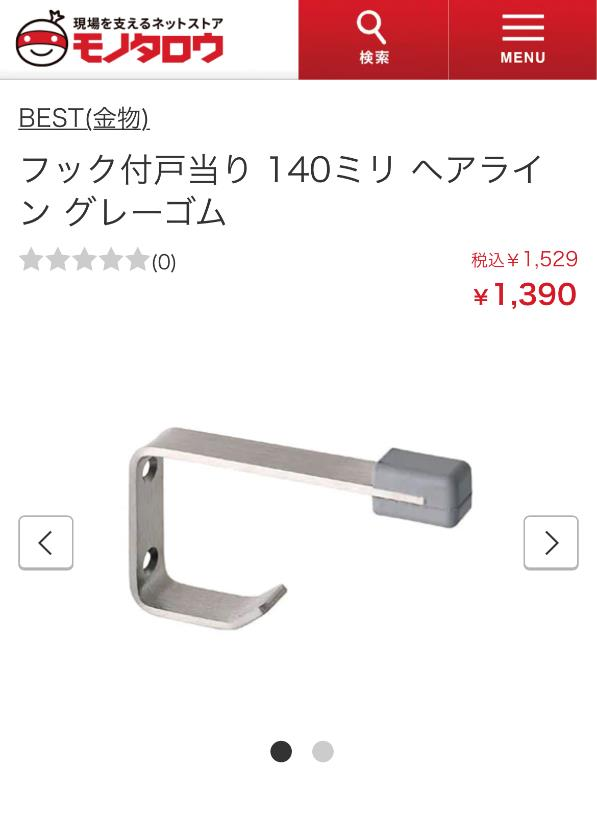 現場を支えるネットストア
モノタロウ
検索
MENU
BEST(金物)
フック付戸当り 140ミリ ヘアライ
ン グレーゴム
(0)
税込￥1,529
￥1,390